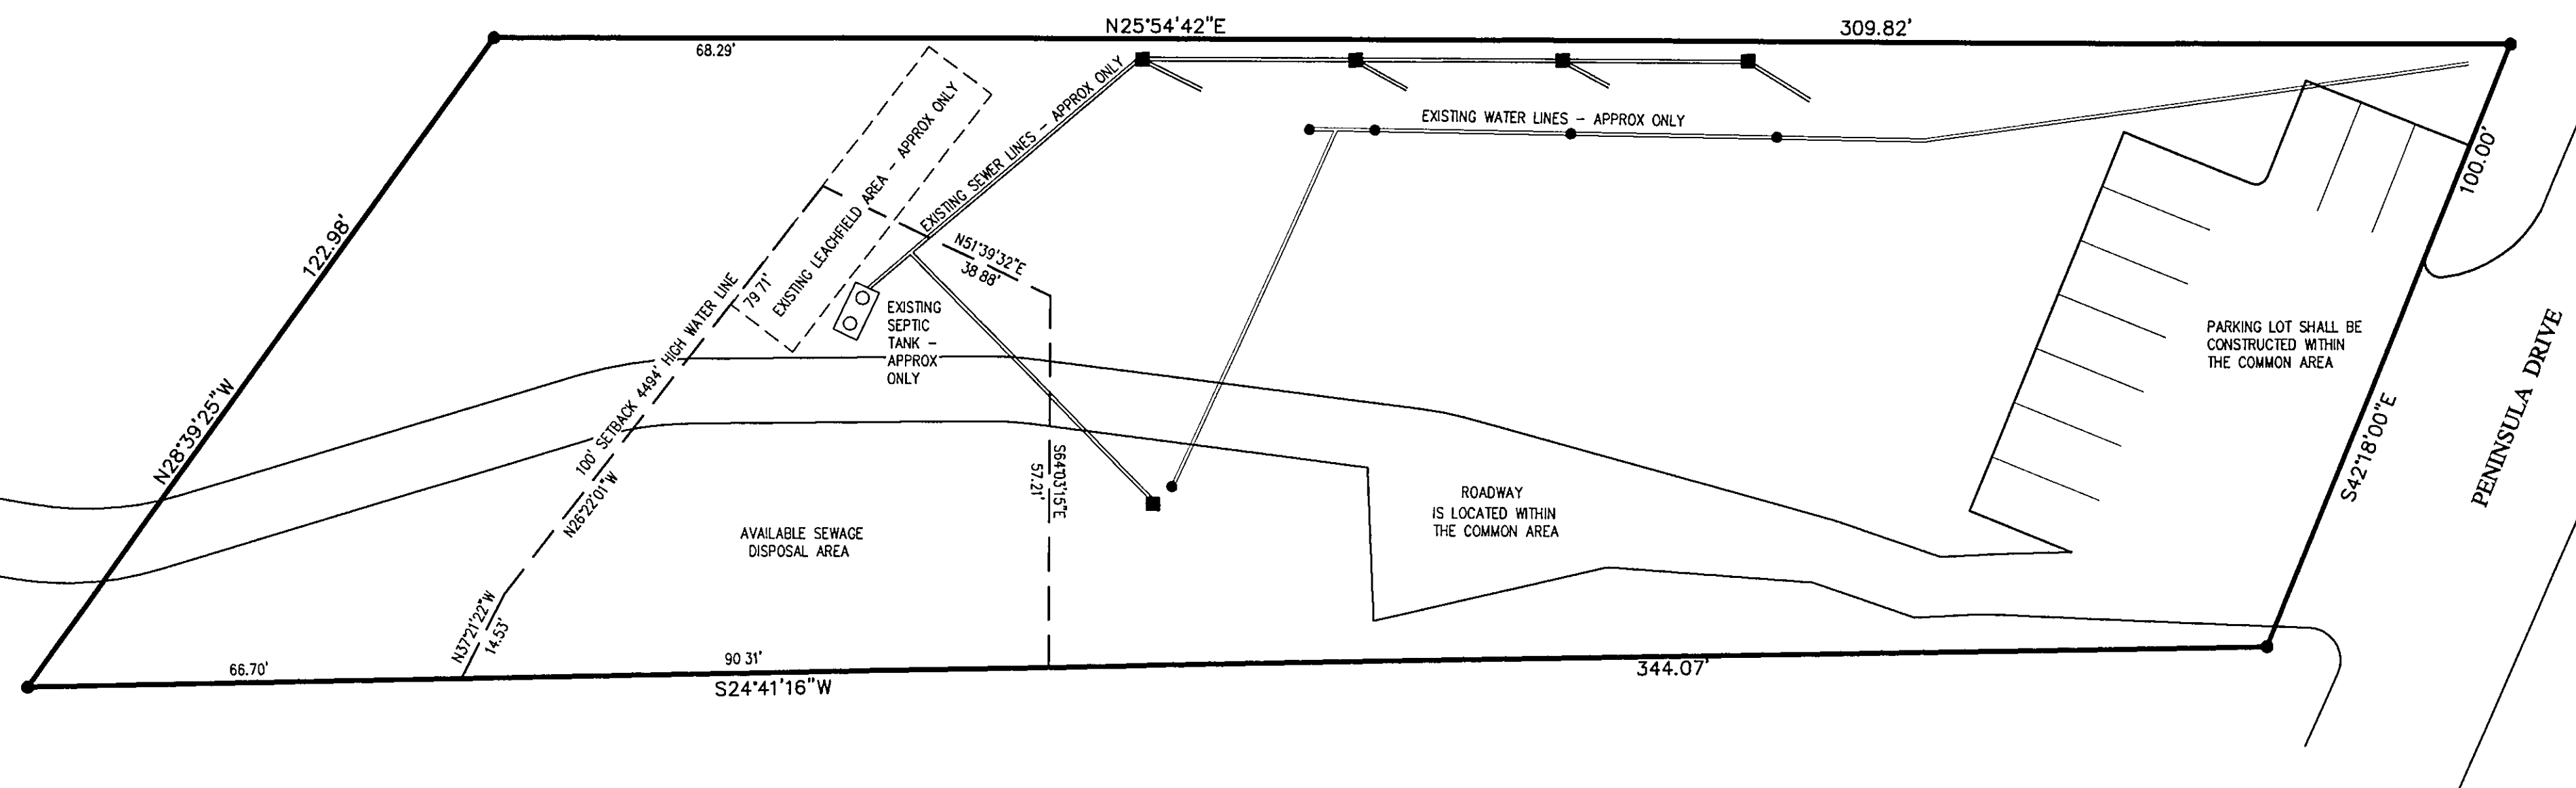 N25°54'42"E
309.82'
68.29'
EXISTING SEWER LINES - APPROX ONLY
EXISTING LEACHFIELD AREA - APPROX ONLY
EXISTING WATER LINES - APPROX ONLY
100.00'
122.98'
N28°39'25"W
N51°39'32"E
38 88'
79 71'
100' SETBACK 4494' HIGH WATER LINE
N26°22'01"W
EXISTING
SEPTIC
TANK -
APPROX
ONLY
PARKING LOT SHALL BE
CONSTRUCTED WITHIN
THE COMMON AREA
PENINSULA DRIVE
S42°18'00"E
S64°03'15"E
57.21'
ROADWAY
IS LOCATED WITHIN
THE COMMON AREA
AVAILABLE SEWAGE
DISPOSAL AREA
N37°21'22"W
14.53'
66.70'
90 31'
S24°41'16"W
344.07'